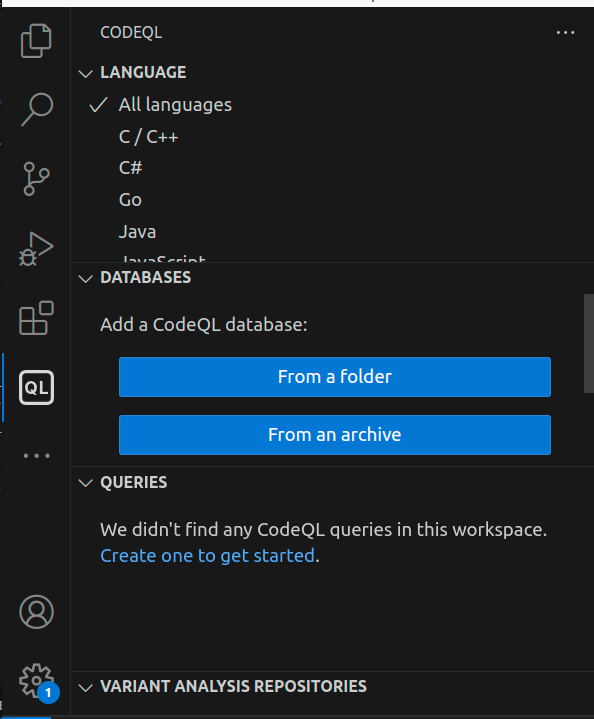 CODEQL
LANGUAGE
All languages
C / C++
C#
Go
Java
JavaScript
DATABASES
Add a CodeQL database:
From a folder
From an archive
QL
QUERIES
We didn't find any CodeQL queries in this workspace.
Create one to get started.
1
VARIANT ANALYSIS REPOSITORIES